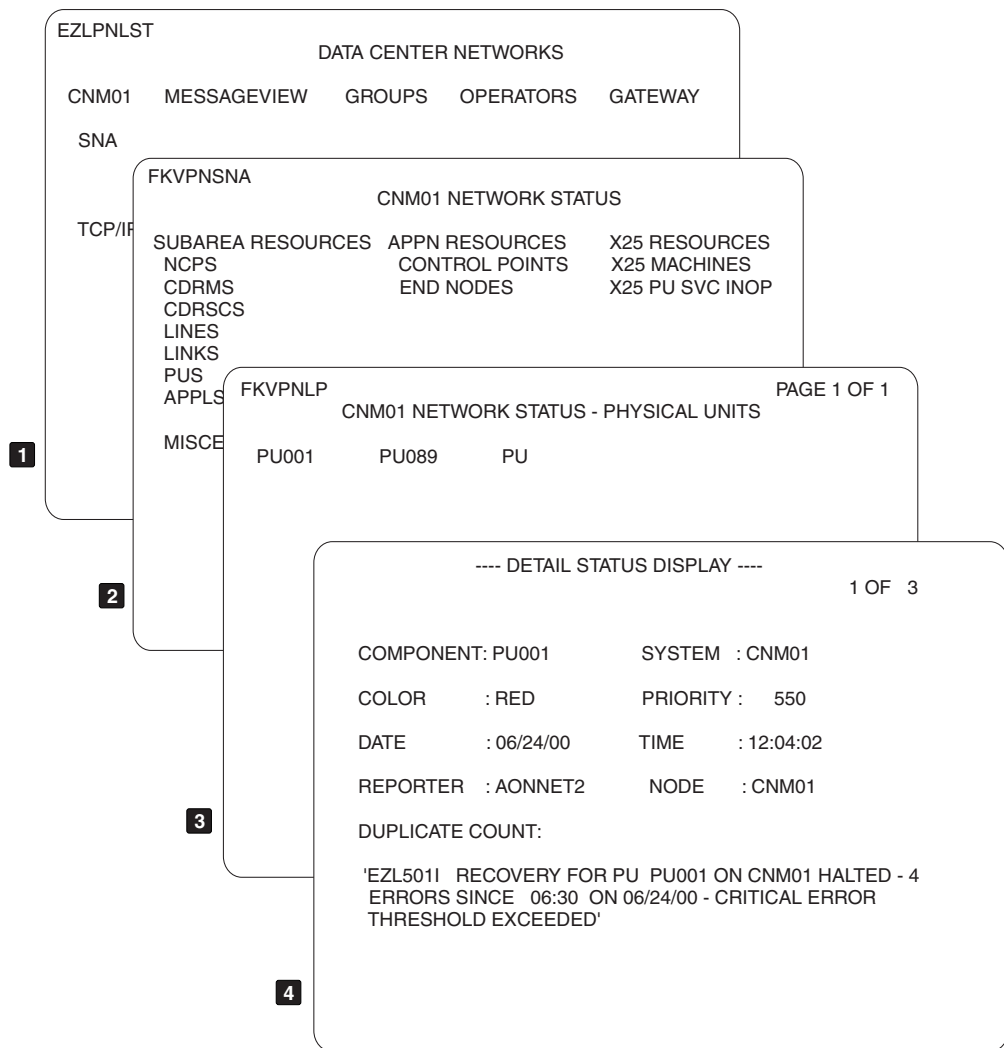 EZLPNLST
DATA CENTER NETWORKS
CNM01 MESSAGEVIEW GROUPS OPERATORS GATEWAY
SNA
TCP/IP
1
FKVPNSNA
CNM01 NETWORK STATUS
SUBAREA RESOURCES APPN RESOURCES X25 RESOURCES
NCPS CONTROL POINTS X25 MACHINES
CDRMS END NODES X25 PU SVC INOP
CDRSCS
LINES
LINKS
PUS
APPLS
MISCE
2
FKVPNLP PAGE 1 OF 1
CNM01 NETWORK STATUS - PHYSICAL UNITS
PU001 PU089 PU
3
---- DETAIL STATUS DISPLAY ----
1 OF 3
COMPONENT: PU001 SYSTEM : CNM01
COLOR : RED PRIORITY : 550
DATE : 06/24/00 TIME : 12:04:02
REPORTER : AONNET2 NODE : CNM01
DUPLICATE COUNT:
'EZL501I RECOVERY FOR PU PU001 ON CNM01 HALTED - 4
ERRORS SINCE 06:30 ON 06/24/00 - CRITICAL ERROR
THRESHOLD EXCEEDED'
4